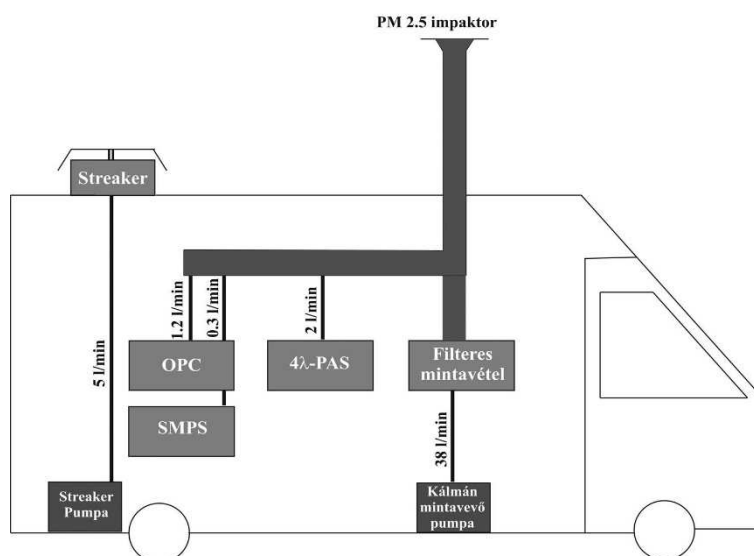 PM 2.5 impaktor
Streaker
1.2 l/min
0.3 l/min
2 l/min
5 l/min
OPC
4λ-PAS
Filteres
mintavétel
SMPS
38 l/min
Streaker
Pumpa
Kálmán
mintavevő
pumpa